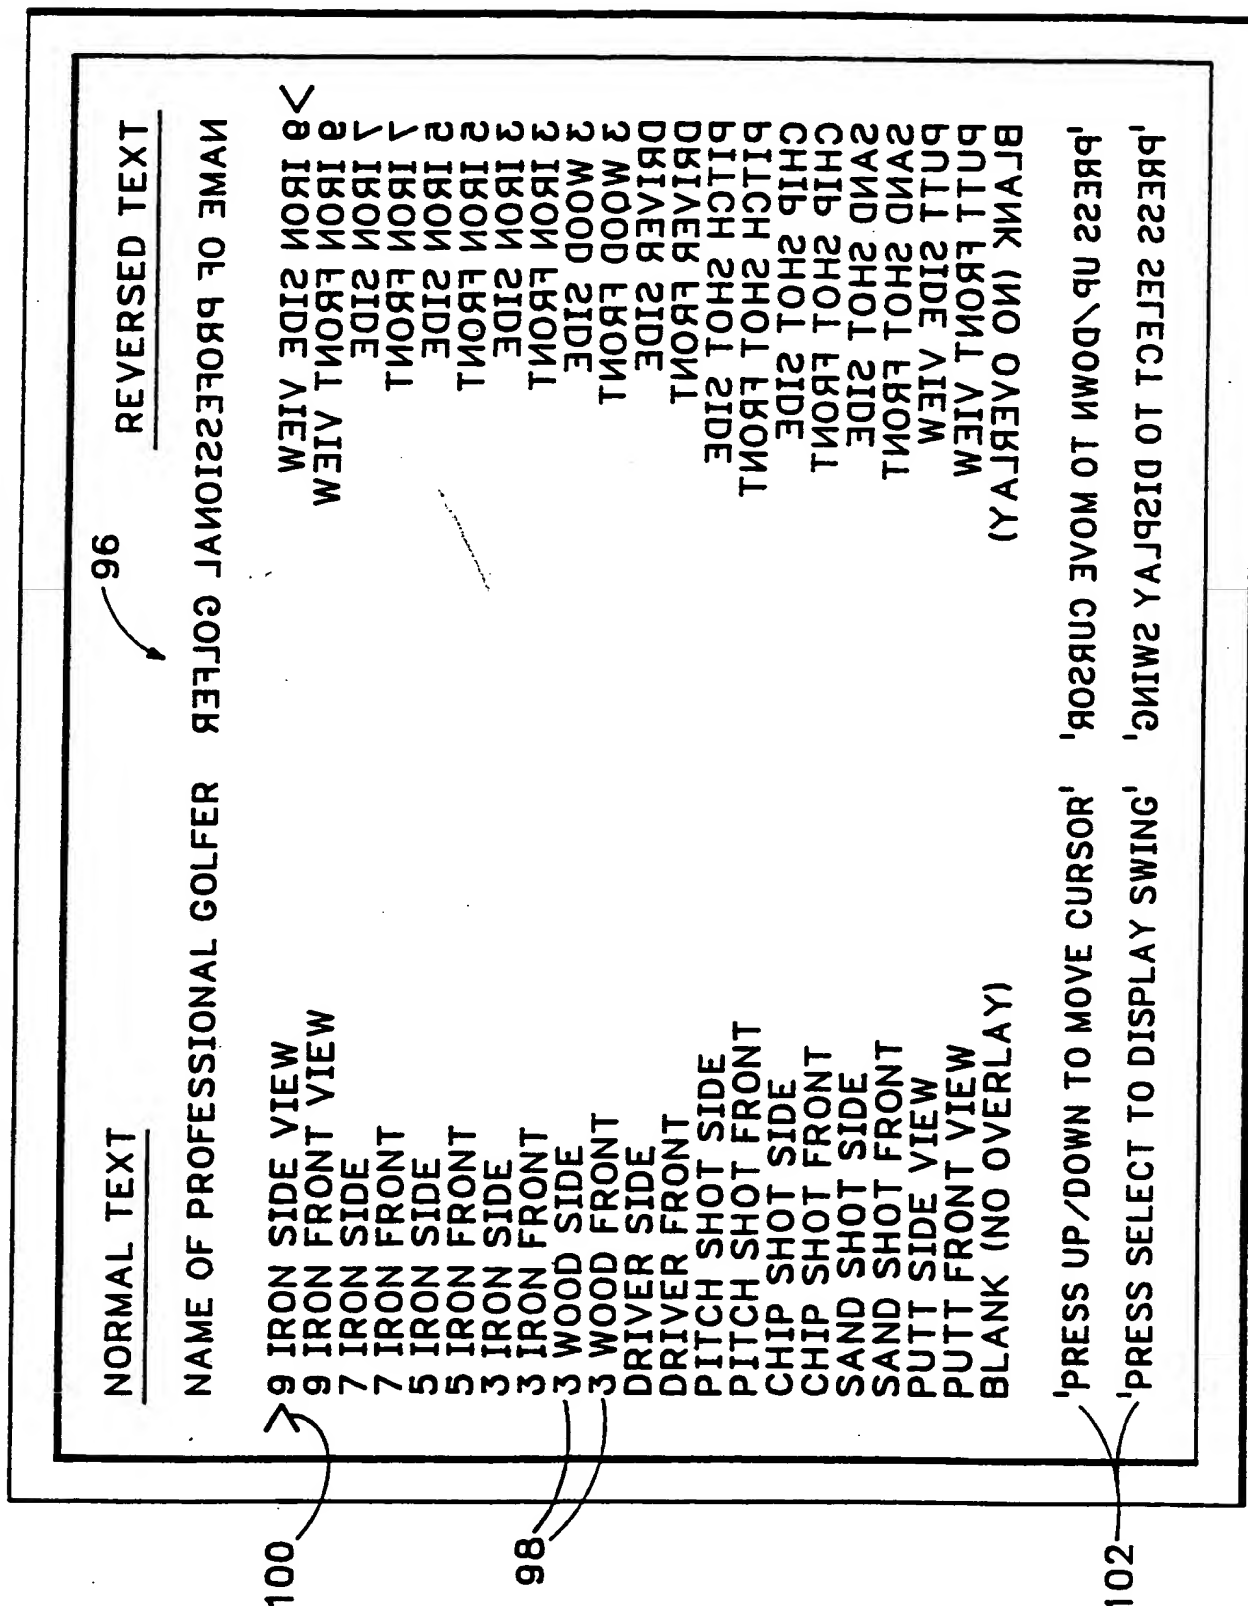 96
NORMAL TEXT
NAME OF PROFESSIONAL GOLFER
100
> 9 IRON SIDE VIEW
9 IRON FRONT VIEW
7 IRON SIDE
7 IRON FRONT
5 IRON SIDE
5 IRON FRONT
3 IRON SIDE
3 IRON FRONT
98
3 WOOD SIDE
3 WOOD FRONT
DRIVER SIDE
DRIVER FRONT
PITCH SHOT SIDE
PITCH SHOT FRONT
CHIP SHOT SIDE
CHIP SHOT FRONT
SAND SHOT SIDE
SAND SHOT FRONT
PUTT SIDE VIEW
PUTT FRONT VIEW
BLANK (NO OVERLAY)
102
'PRESS UP/DOWN TO MOVE CURSOR'
'PRESS SELECT TO DISPLAY SWING'
REVERSED TEXT
NAME OF PROFESSIONAL GOLFER
> 9 IRON SIDE VIEW
9 IRON FRONT VIEW
7 IRON SIDE
7 IRON FRONT
5 IRON SIDE
5 IRON FRONT
3 IRON SIDE
3 IRON FRONT
3 WOOD SIDE
3 WOOD FRONT
DRIVER SIDE
DRIVER FRONT
PITCH SHOT SIDE
PITCH SHOT FRONT
CHIP SHOT SIDE
CHIP SHOT FRONT
SAND SHOT SIDE
SAND SHOT FRONT
PUTT SIDE VIEW
PUTT FRONT VIEW
BLANK (NO OVERLAY)
'PRESS UP/DOWN TO MOVE CURSOR'
'PRESS SELECT TO DISPLAY SWING'